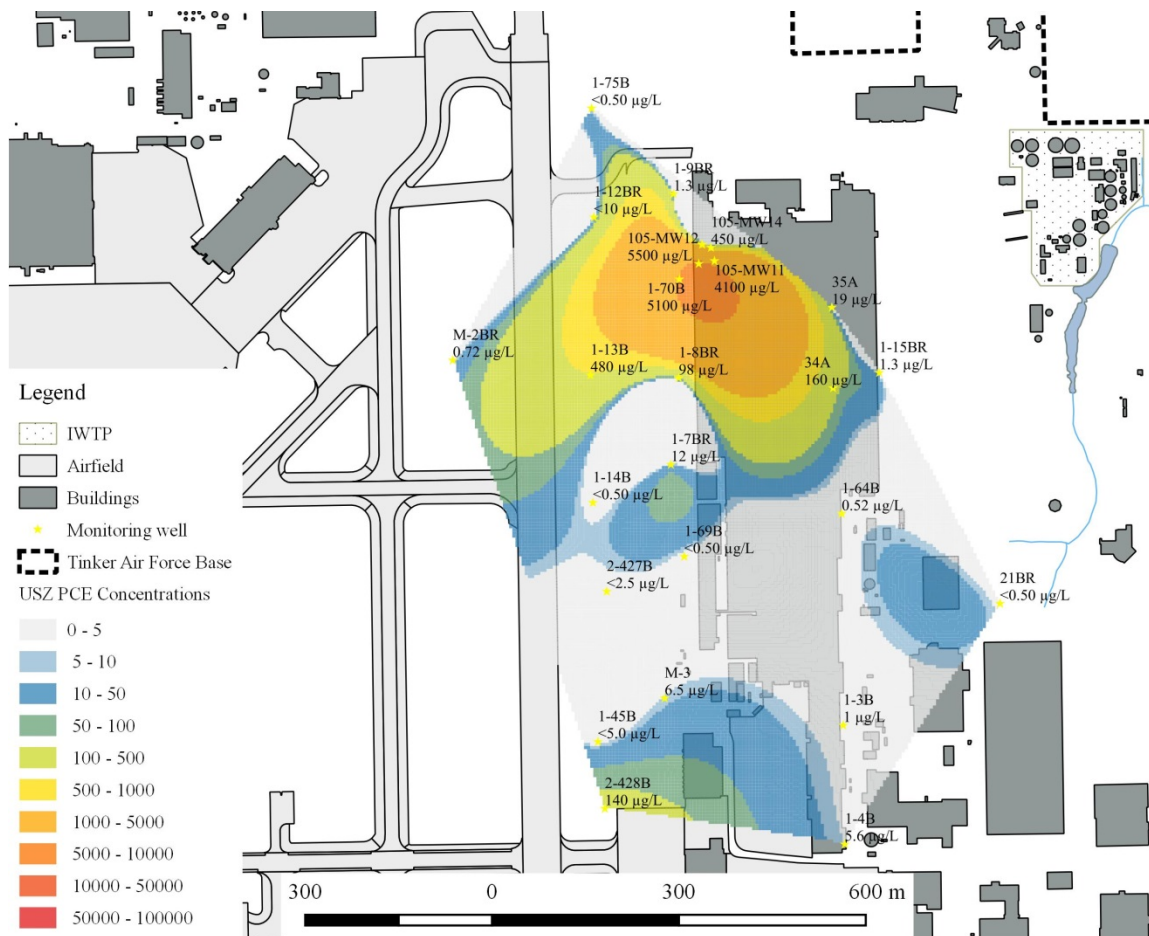 1-75B
<0.50 µg/L
1-9BR
1.3 µg/L
1-12BR
<10 µg/L
105-MW14
450 µg/L
105-MW12
5500 µg/L
105-MW11
4100 µg/L
1-70B
5100 µg/L
35A
19 µg/L
M-2BR
0.72 µg/L
1-13B
480 µg/L
1-8BR
98 µg/L
34A
160 µg/L
1-15BR
1.3 µg/L
1-7BR
12 µg/L
1-14B
<0.50 µg/L
1-64B
0.52 µg/L
1-69B
<0.50 µg/L
2-427B
<2.5 µg/L
21BR
<0.50 µg/L
M-3
6.5 µg/L
1-3B
1 µg/L
1-45B
<5.0 µg/L
2-428B
140 µg/L
1-4B
5.6 µg/L
Legend
IWTP
Airfield
Buildings
Monitoring well
Tinker Air Force Base
USZ PCE Concentrations
0 - 5
5 - 10
10 - 50
50 - 100
100 - 500
500 - 1000
1000 - 5000
5000 - 10000
10000 - 50000
50000 - 100000
300 0 300 600 m